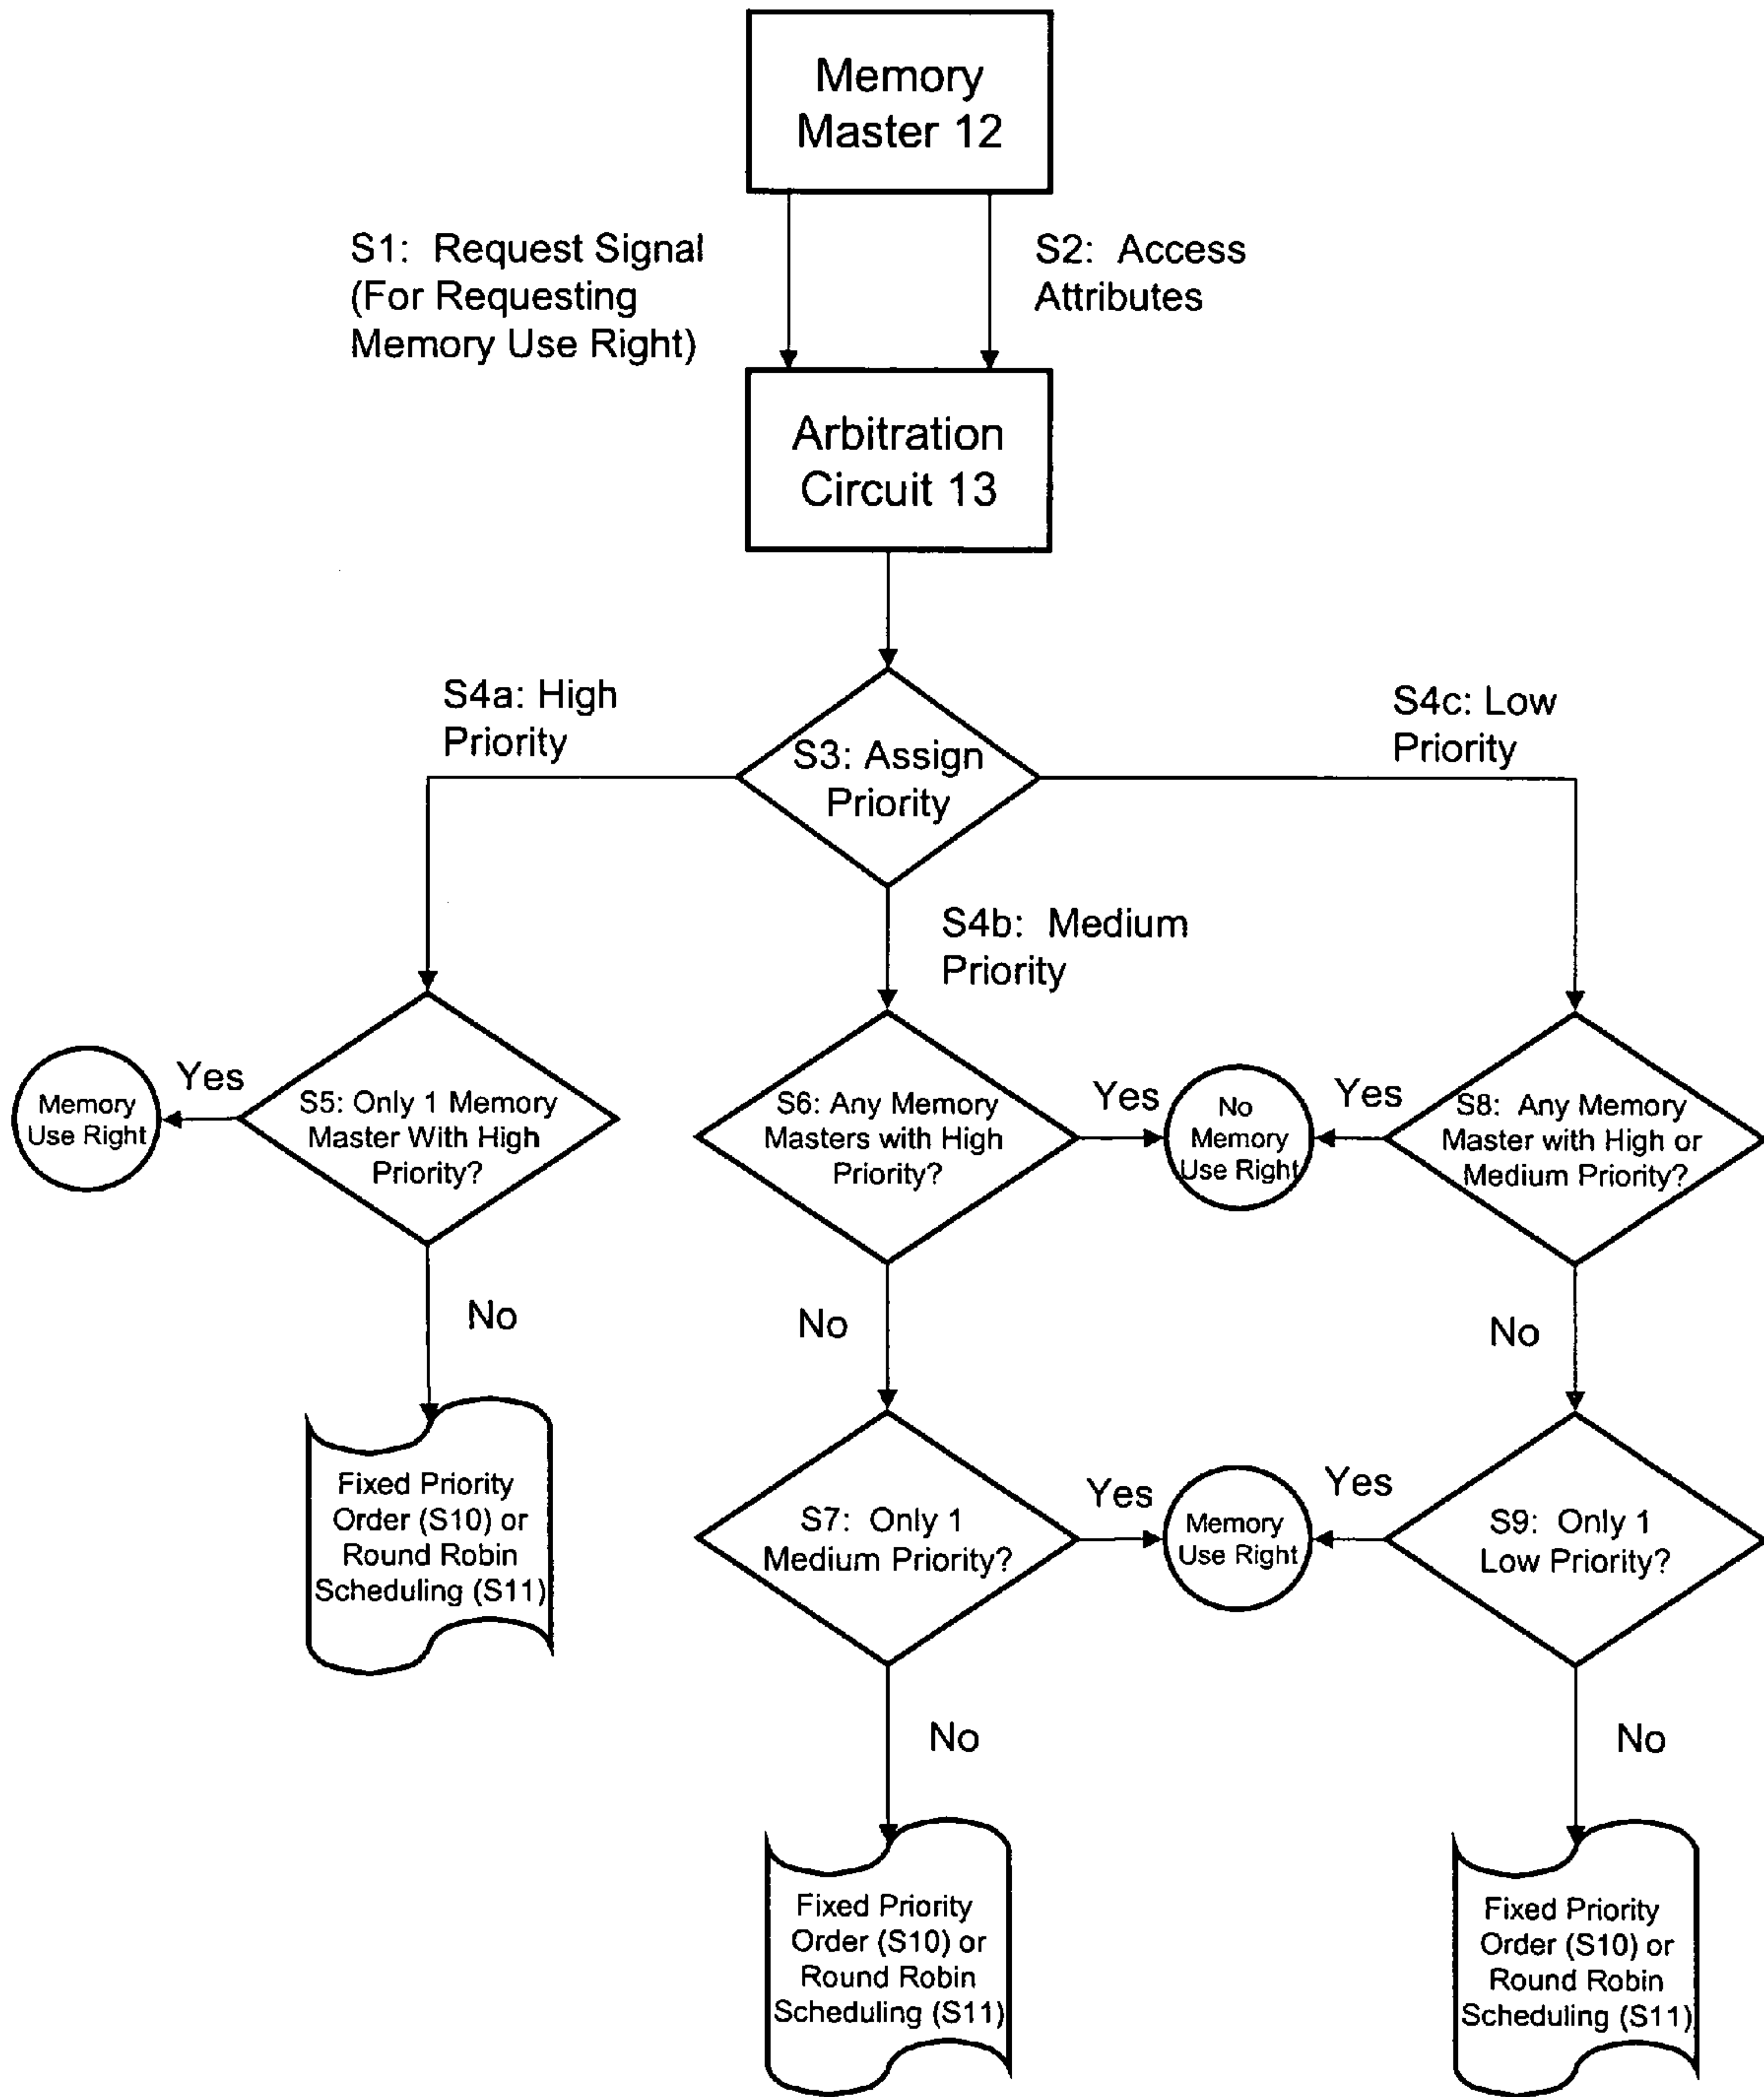 Memory
Master 12
S1: Request Signal
(For Requesting
Memory Use Right)
S2: Access
Attributes
Arbitration
Circuit 13
S4a: High
Priority
S3: Assign
Priority
S4c: Low
Priority
S4b: Medium
Priority
Memory
Use Right
Yes
S5: Only 1 Memory
Master With High
Priority?
S6: Any Memory
Masters with High
Priority?
Yes
No
Memory
Use Right
Yes
S8: Any Memory
Master with High or
Medium Priority?
No
No
No
Fixed Priority
Order (S10) or
Round Robin
Scheduling (S11)
S7: Only 1
Medium Priority?
Yes
Memory
Use Right
Yes
S9: Only 1
Low Priority?
No
No
Fixed Priority
Order (S10) or
Round Robin
Scheduling (S11)
Fixed Priority
Order (S10) or
Round Robin
Scheduling (S11)